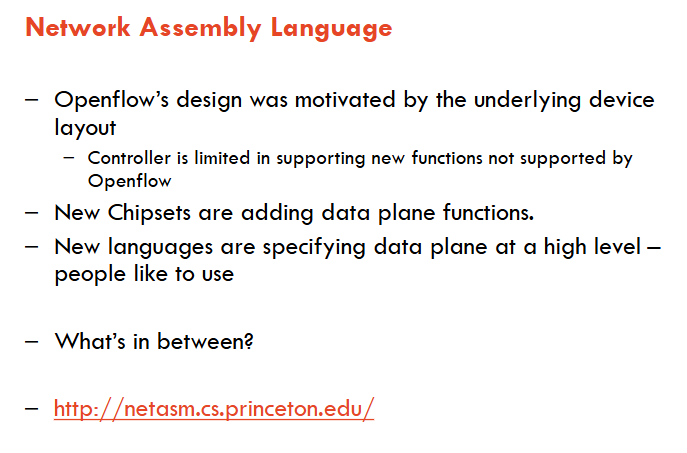 Network Assembly Language
– Openflow's design was motivated by the underlying device
layout
– Controller is limited in supporting new functions not supported by
Openflow
– New Chipsets are adding data plane functions.
– New languages are specifying data plane at a high level –
people like to use
– What's in between?
– http://netasm.cs.princeton.edu/